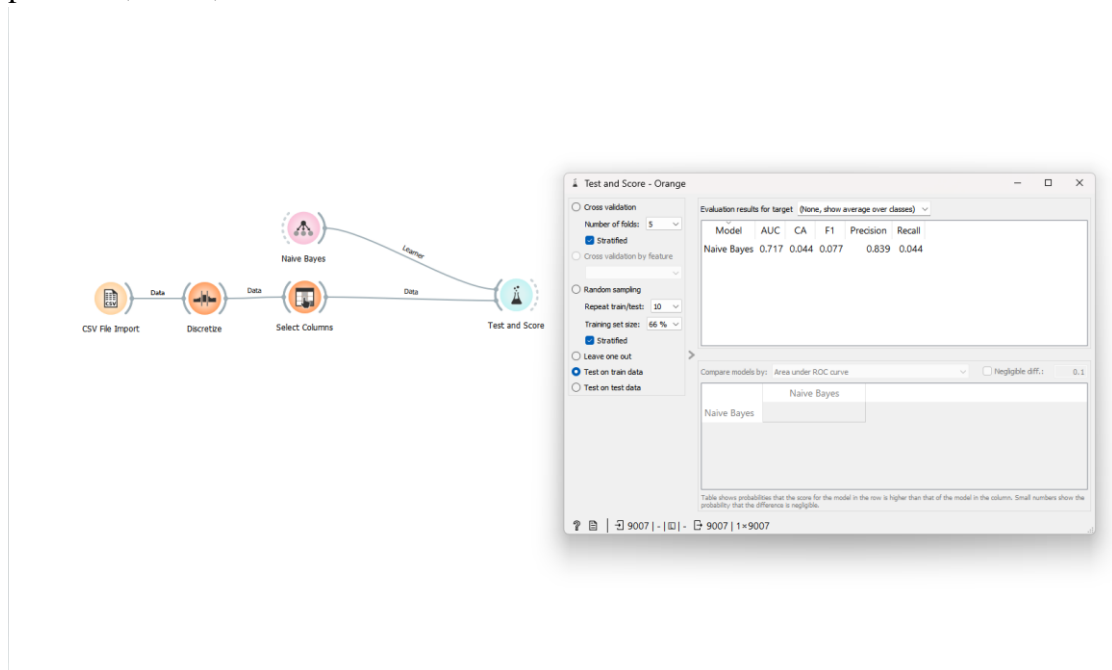 Test and Score - Orange
Cross validation
Number of folds: 5
Stratified
Cross validation by feature
Random sampling
Repeat train/test: 10
Training set size: 66 %
Stratified
Leave one out
Test on train data
Test on test data
Evaluation results for target (None, show average over classes)
Model AUC CA F1 Precision Recall
Naive Bayes 0.717 0.044 0.077 0.839 0.044
Compare models by: Area under ROC curve Negligible diff.: 0.1
Naive Bayes
Naive Bayes
Table shows probabilities that the score for the model in the row is higher than that of the model in the column. Small numbers show the
probability that the difference is negligible.
9007 | - | - 9007 | 1×9007
Naive Bayes
Learner
CSV
CSV File Import
Data
Discretize
Data
Select Columns
Data
Test and Score